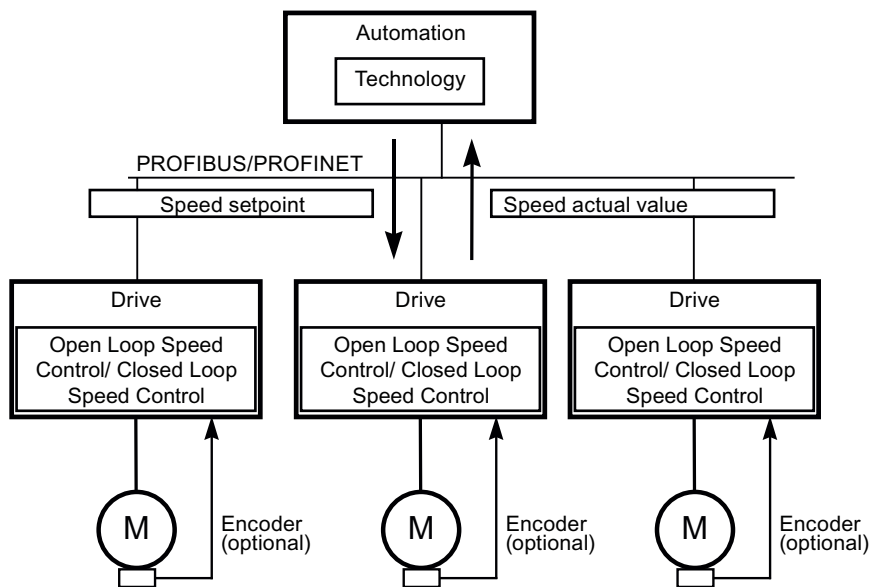 Automation
Technology
PROFIBUS/PROFINET
Speed setpoint
Speed actual value
Drive
Open Loop Speed
Control/ Closed Loop
Speed Control
Drive
Open Loop Speed
Control/ Closed Loop
Speed Control
Drive
Open Loop Speed
Control/ Closed Loop
Speed Control
M
Encoder
(optional)
M
Encoder
(optional)
M
Encoder
(optional)